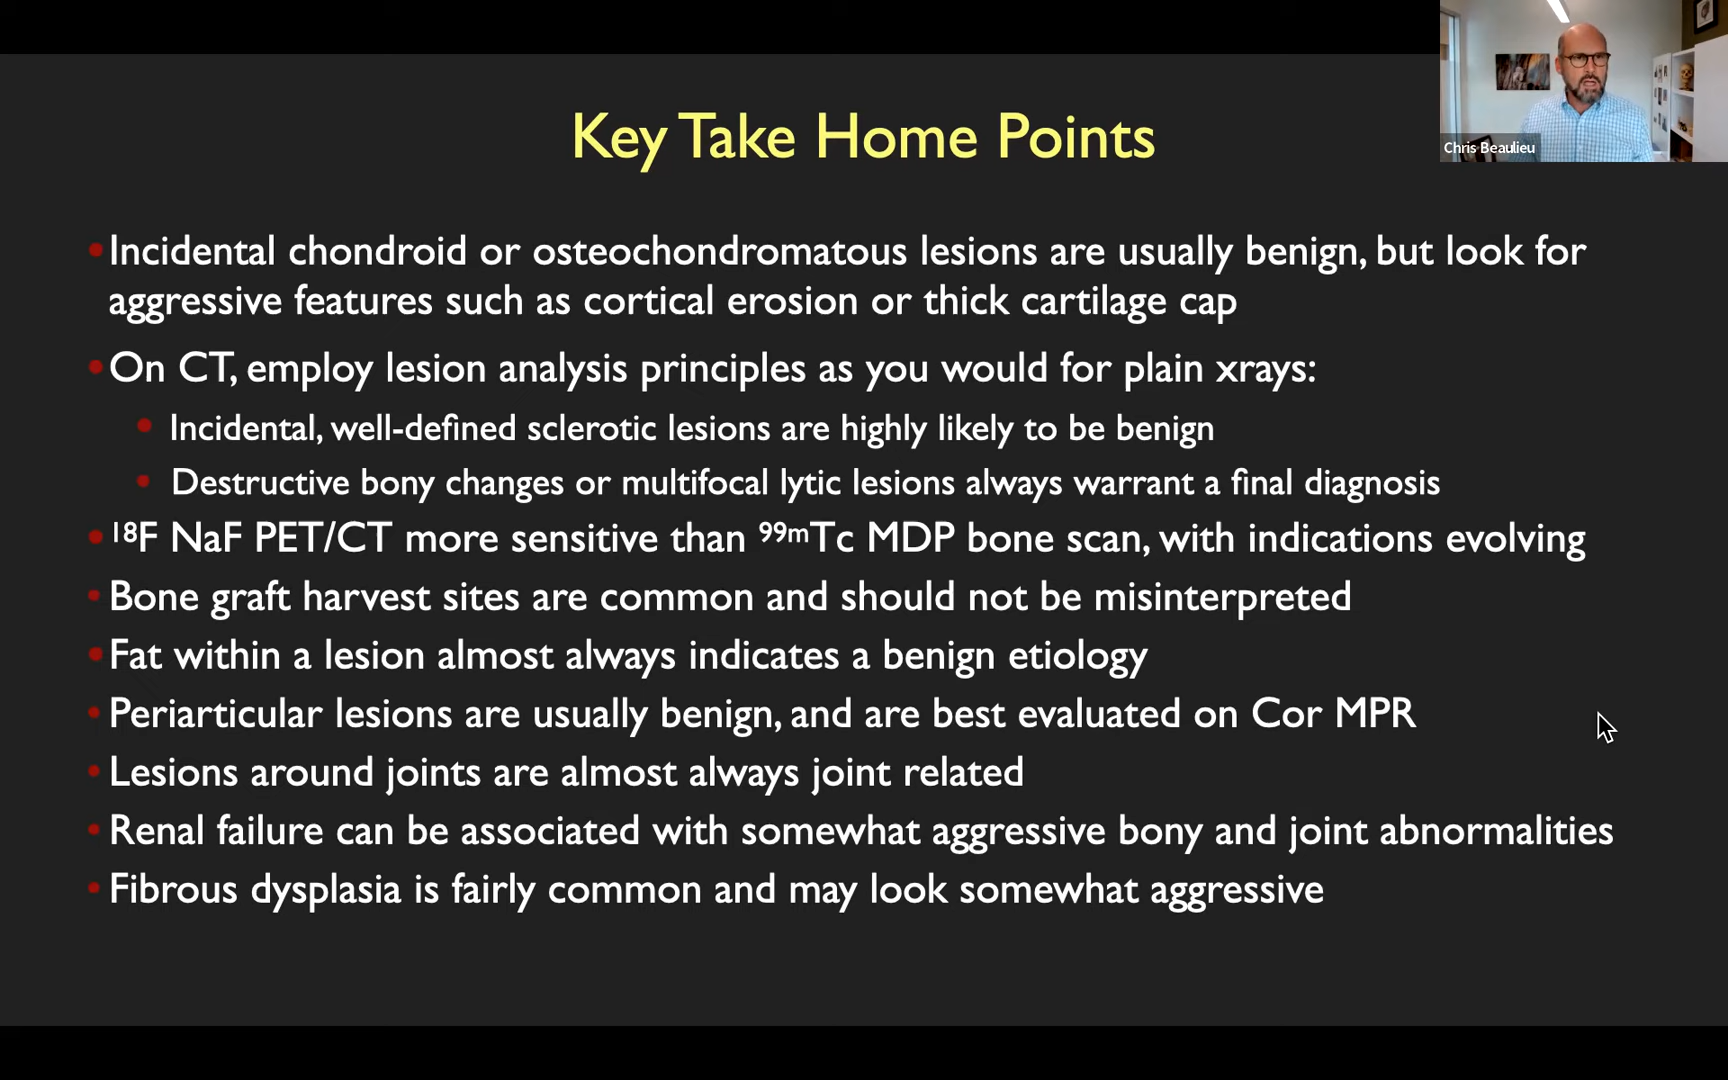 Key Take Home Points
Chris Beaulieu
• Incidental chondroid or osteochondromatous lesions are usually benign, but look for
aggressive features such as cortical erosion or thick cartilage cap
• On CT, employ lesion analysis principles as you would for plain xrays:
• Incidental, well-defined sclerotic lesions are highly likely to be benign
• Destructive bony changes or multifocal lytic lesions always warrant a final diagnosis
• ¹⁸F NaF PET/CT more sensitive than ⁹⁹ᵐTc MDP bone scan, with indications evolving
• Bone graft harvest sites are common and should not be misinterpreted
• Fat within a lesion almost always indicates a benign etiology
• Periarticular lesions are usually benign, and are best evaluated on Cor MPR
• Lesions around joints are almost always joint related
• Renal failure can be associated with somewhat aggressive bony and joint abnormalities
• Fibrous dysplasia is fairly common and may look somewhat aggressive